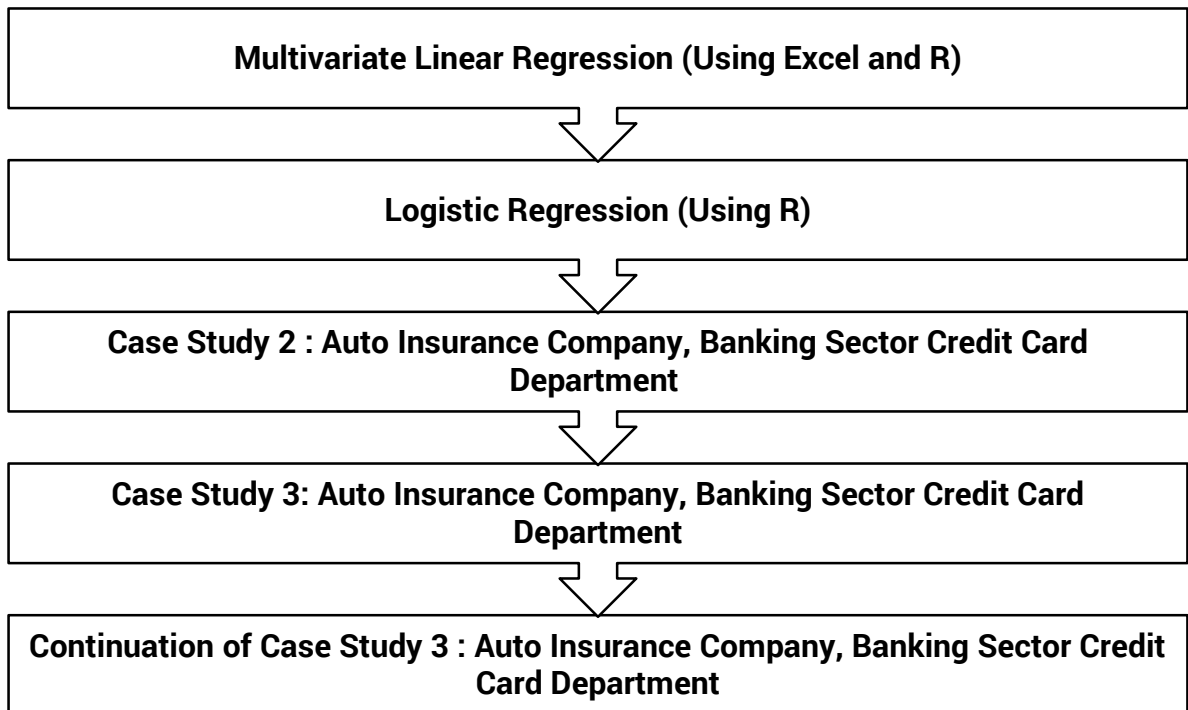 Multivariate Linear Regression (Using Excel and R)
Logistic Regression (Using R)
Case Study 2 : Auto Insurance Company, Banking Sector Credit Card
Department
Case Study 3: Auto Insurance Company, Banking Sector Credit Card
Department
Continuation of Case Study 3 : Auto Insurance Company, Banking Sector Credit
Card Department